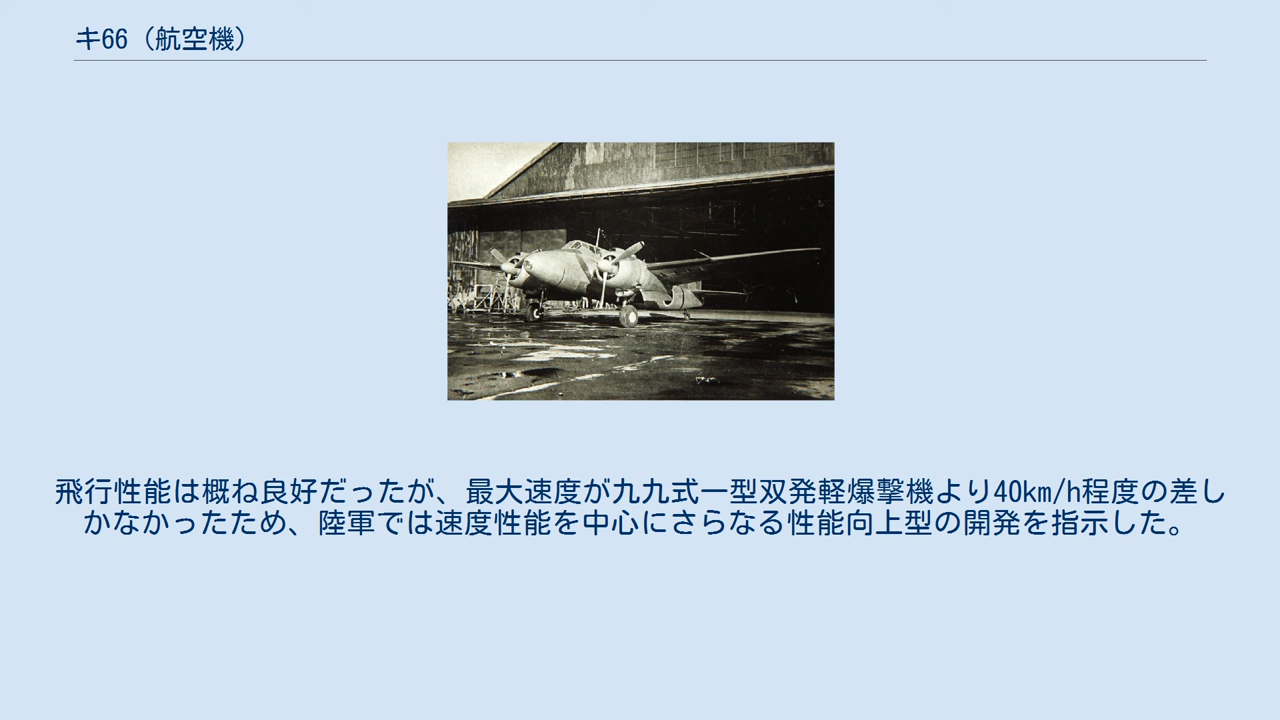 キ66（航空機）
飛行性能は概ね良好だったが、最大速度が九九式一型双発軽爆撃機より40km/h程度の差し
かなかったため、陸軍では速度性能を中心にさらなる性能向上型の開発を指示した。